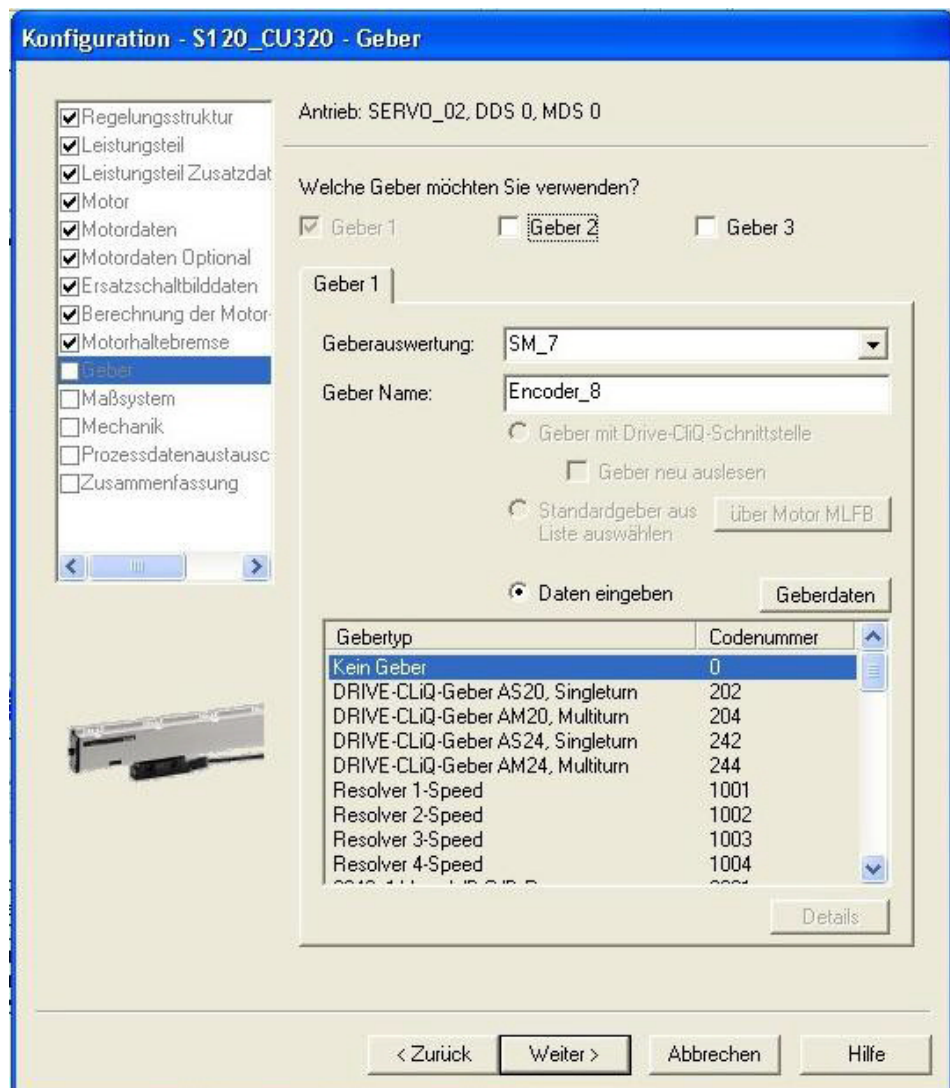 Konfiguration - S120_CU320 - Geber
Regelungsstruktur
Leistungsteil
Leistungsteil Zusatzdat
Motor
Motordaten
Motordaten Optional
Ersatzschaltbilddaten
Berechnung der Motor-
Motorhaltebremse
Geber
Maßsystem
Mechanik
Prozessdatenaustausc
Zusammenfassung
Antrieb: SERVO_02, DDS 0, MDS 0
Welche Geber möchten Sie verwenden?
Geber 1 Geber 2 Geber 3
Geber 1
Geberauswertung: SM_7
Geber Name: Encoder_8
Geber mit Drive-CliQ-Schnittstelle
Geber neu auslesen
Standardgeber aus
Liste auswählen
über Motor MLFB
Daten eingeben Geberdaten
Gebertyp Codenummer
Kein Geber 0
DRIVE-CLiQ-Geber AS20, Singleturn 202
DRIVE-CLiQ-Geber AM20, Multiturn 204
DRIVE-CLiQ-Geber AS24, Singleturn 242
DRIVE-CLiQ-Geber AM24, Multiturn 244
Resolver 1-Speed 1001
Resolver 2-Speed 1002
Resolver 3-Speed 1003
Resolver 4-Speed 1004
Details
< Zurück Weiter > Abbrechen Hilfe